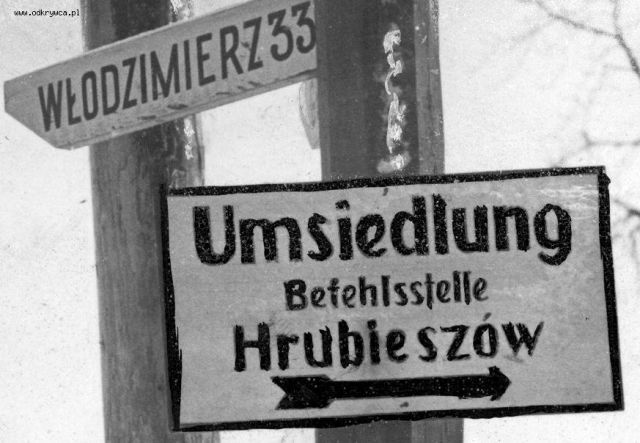 www.odkrywca.pl
WŁODZIMIERZ 33
Umsiedlung
Befehlsstelle
Hrubieszów